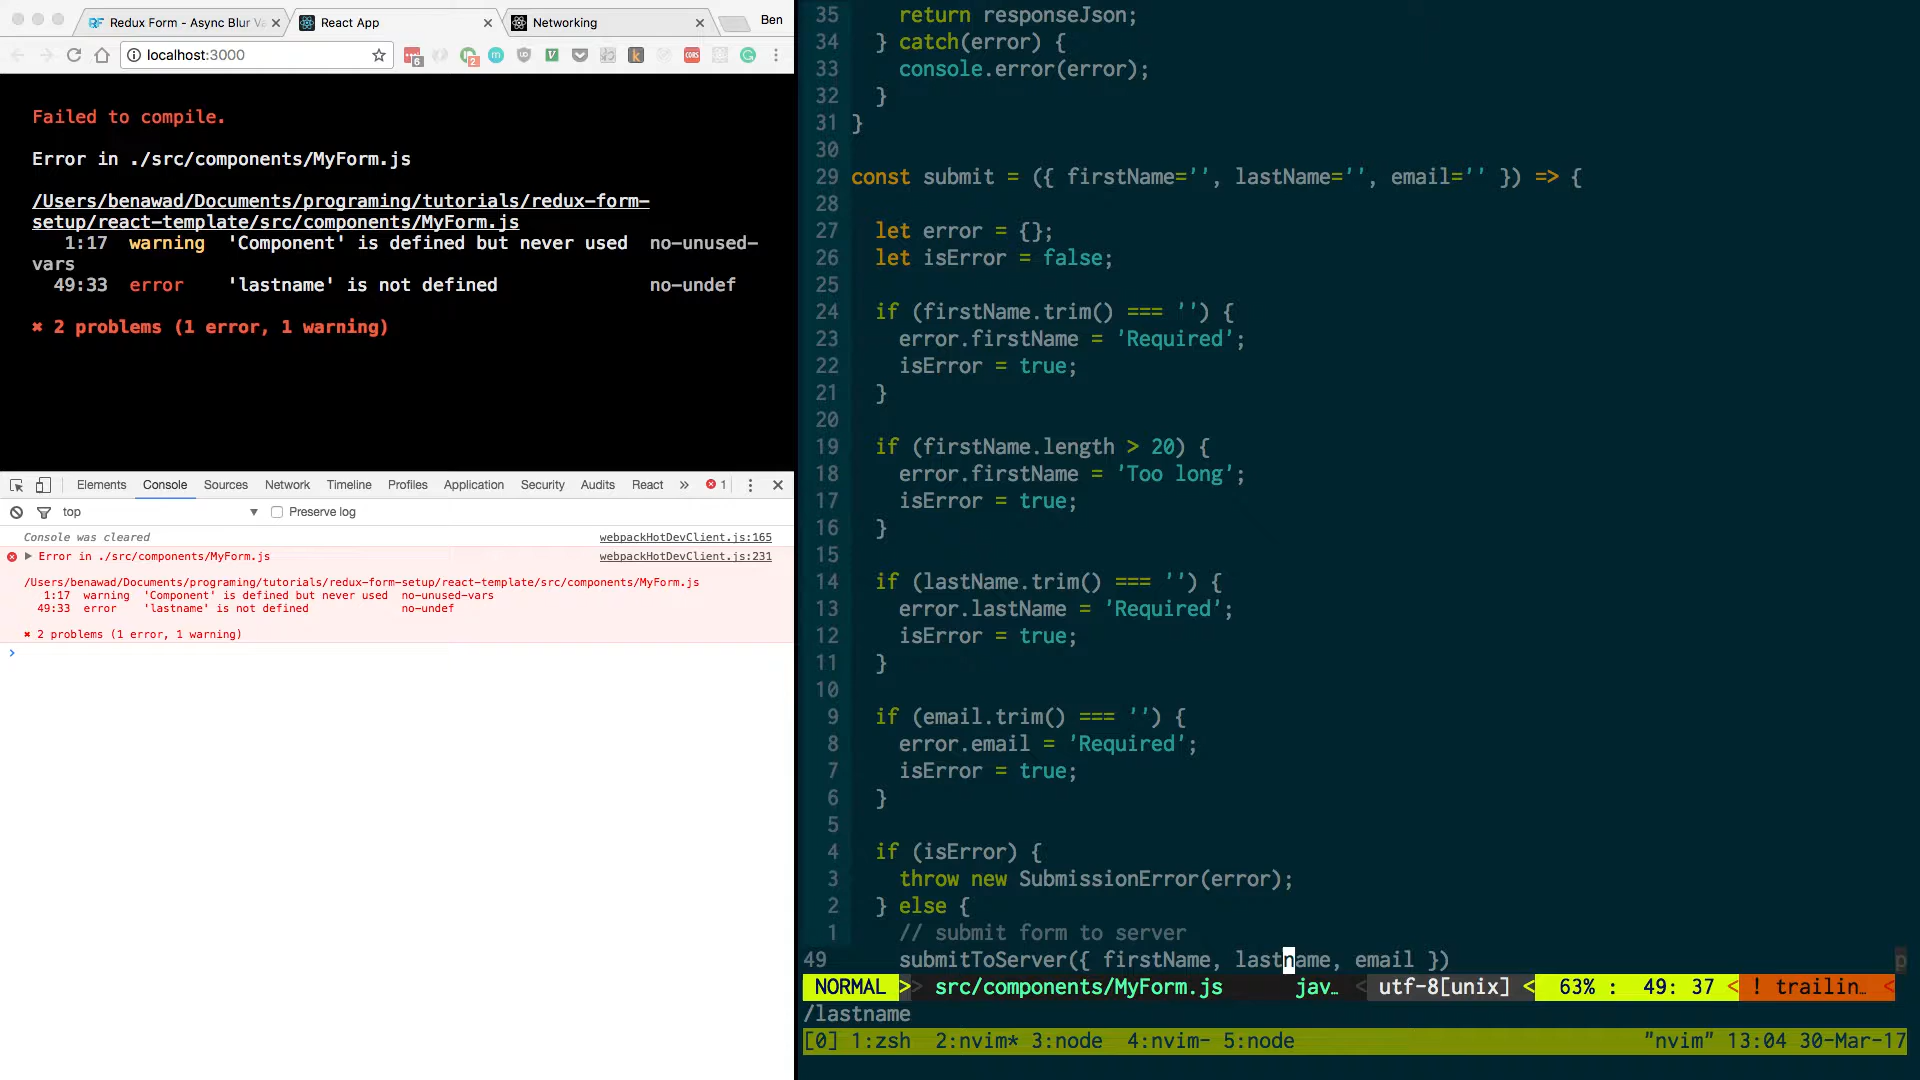 Redux Form - Async Blur Va
React App
Networking
Ben
localhost:3000
Failed to compile.
Error in ./src/components/MyForm.js
/Users/benawad/Documents/programing/tutorials/redux-form-
setup/react-template/src/components/MyForm.js
1:17 warning 'Component' is defined but never used no-unused-
vars
49:33 error 'lastname' is not defined no-undef
✖ 2 problems (1 error, 1 warning)
Elements Console Sources Network Timeline Profiles Application Security Audits React » 1
top Preserve log
Console was cleared webpackHotDevClient.js:165
Error in ./src/components/MyForm.js webpackHotDevClient.js:231
/Users/benawad/Documents/programing/tutorials/redux-form-setup/react-template/src/components/MyForm.js
1:17 warning 'Component' is defined but never used no-unused-vars
49:33 error 'lastname' is not defined no-undef
✖ 2 problems (1 error, 1 warning)
>
35 return responseJson;
34 } catch(error) {
33 console.error(error);
32 }
31 }
30
29 const submit = ({ firstName='', lastName='', email='' }) => {
28
27 let error = {};
26 let isError = false;
25
24 if (firstName.trim() === '') {
23 error.firstName = 'Required';
22 isError = true;
21 }
20
19 if (firstName.length > 20) {
18 error.firstName = 'Too long';
17 isError = true;
16 }
15
14 if (lastName.trim() === '') {
13 error.lastName = 'Required';
12 isError = true;
11 }
10
9 if (email.trim() === '') {
8 error.email = 'Required';
7 isError = true;
6 }
5
4 if (isError) {
3 throw new SubmissionError(error);
2 } else {
1 // submit form to server
49 submitToServer({ firstName, lastname, email })
NORMAL >> src/components/MyForm.js jav… < utf-8[unix] < 63% : 49: 37 < ! trailin… <
/lastname
[0] 1:zsh 2:nvim* 3:node 4:nvim- 5:node "nvim" 13:04 30-Mar-17